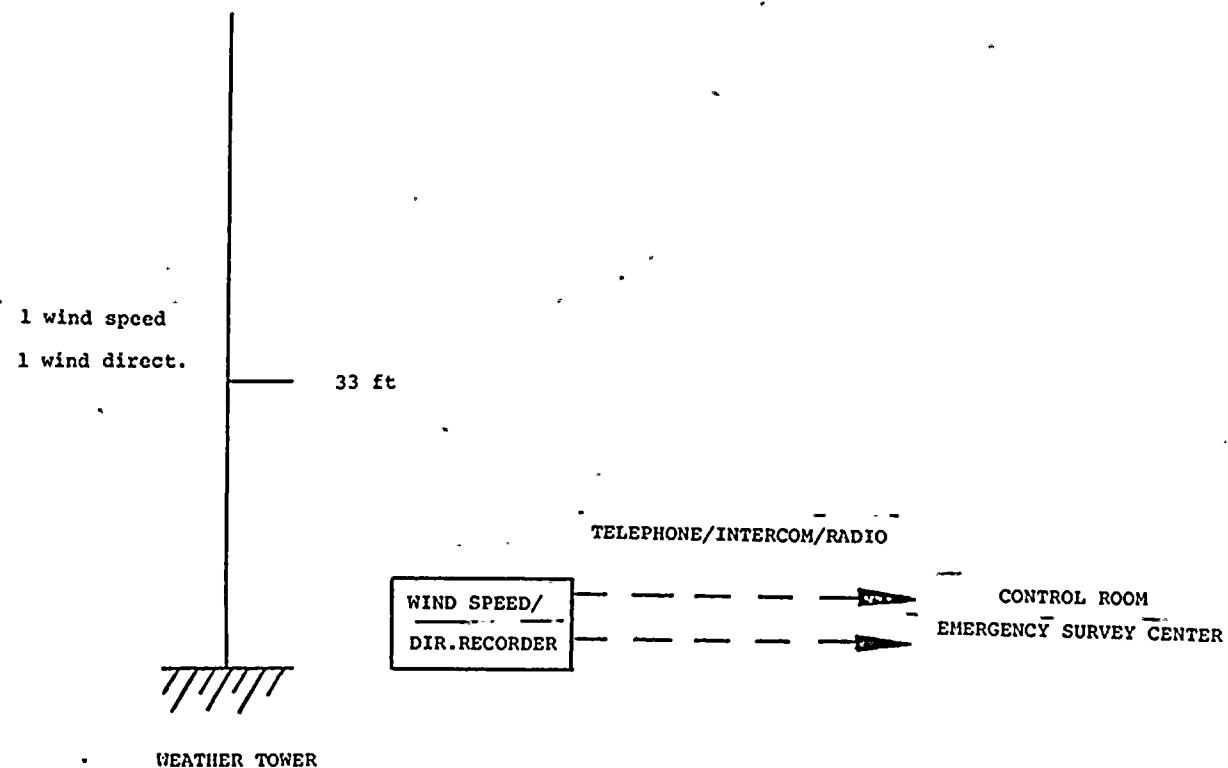 1 wind speed
1 wind direct.
33 ft
TELEPHONE/INTERCOM/RADIO
WIND SPEED/
DIR.RECORDER
CONTROL ROOM
EMERGENCY SURVEY CENTER
WEATHER TOWER